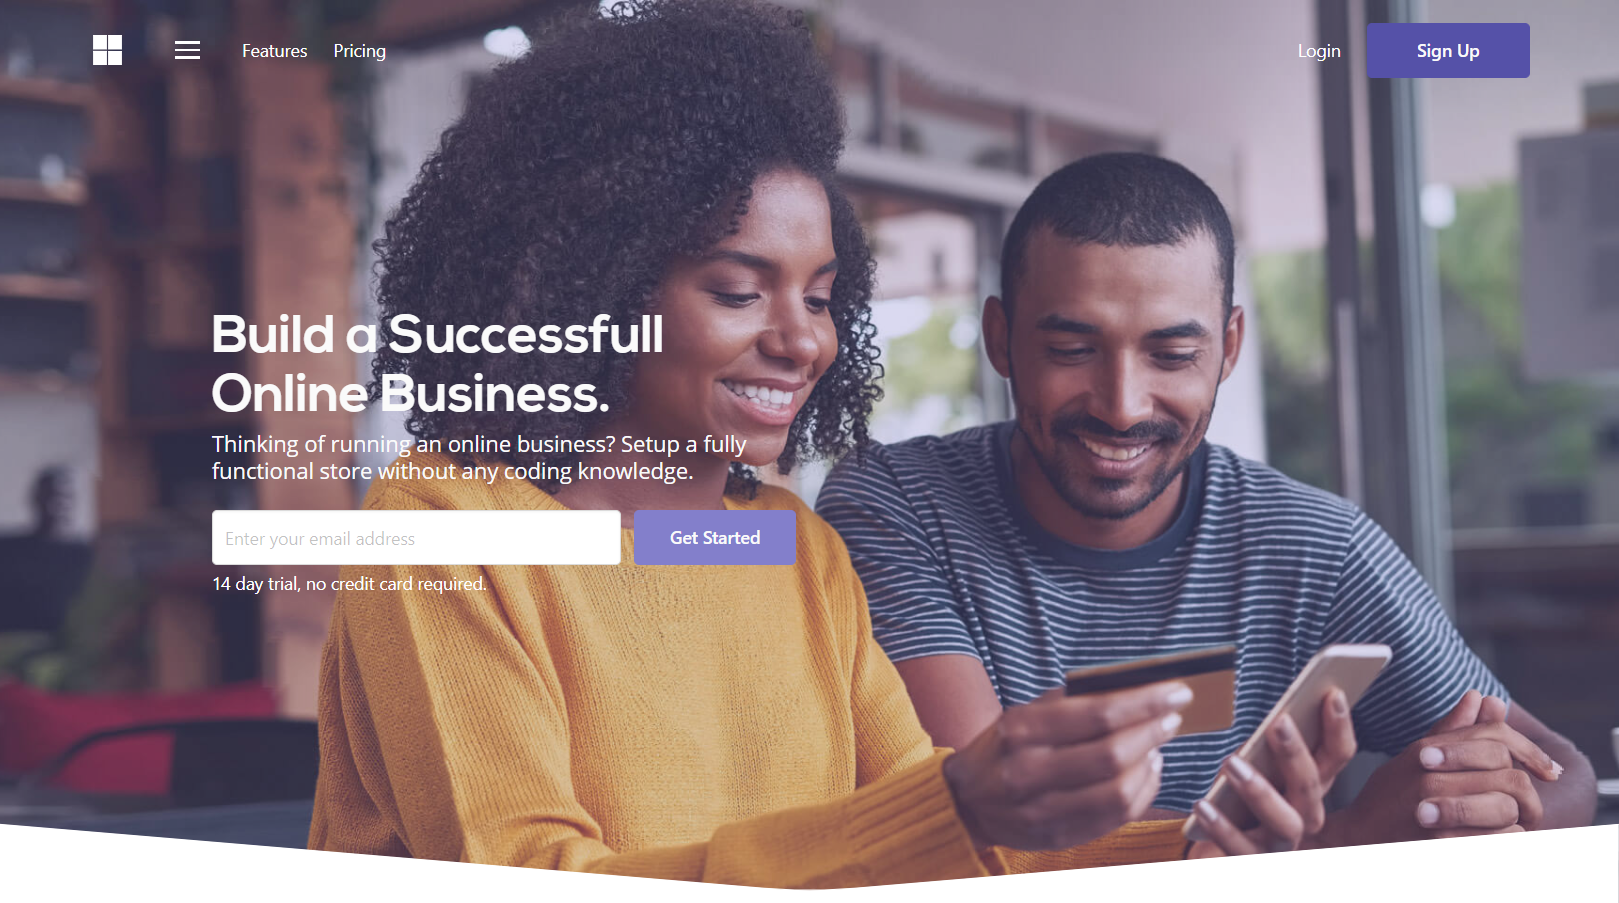 Features Pricing Login Sign Up
Build a Successfull
Online Business.
Thinking of running an online business? Setup a fully
functional store without any coding knowledge.
Enter your email address Get Started
14 day trial, no credit card required.